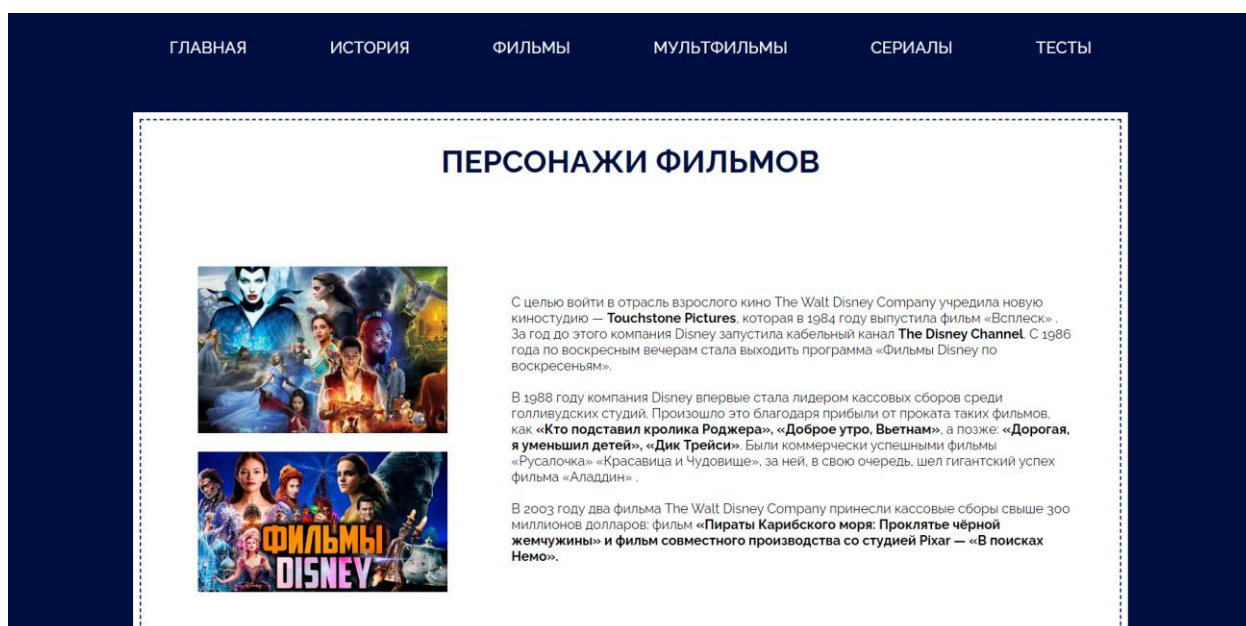 ГЛАВНАЯ ИСТОРИЯ ФИЛЬМЫ МУЛЬТФИЛЬМЫ СЕРИАЛЫ ТЕСТЫ
ПЕРСОНАЖИ ФИЛЬМОВ
С целью войти в отрасль взрослого кино The Walt Disney Company учредила новую
киностудию — Touchstone Pictures, которая в 1984 году выпустила фильм «Всплеск» .
За год до этого компания Disney запустила кабельный канал The Disney Channel. С 1986
года по воскресным вечерам стала выходить программа «Фильмы Disney по
воскресеньям».
В 1988 году компания Disney впервые стала лидером кассовых сборов среди
голливудских студий. Произошло это благодаря прибыли от проката таких фильмов,
как «Кто подставил кролика Роджера», «Доброе утро, Вьетнам», а позже: «Дорогая,
я уменьшил детей», «Дик Трейси». Были коммерчески успешными фильмы
«Русалочка» «Красавица и Чудовище», за ней, в свою очередь, шел гигантский успех
фильма «Аладдин» .
В 2003 году два фильма The Walt Disney Company принесли кассовые сборы свыше 300
миллионов долларов: фильм «Пираты Карибского моря: Проклятье чёрной
жемчужины» и фильм совместного производства со студией Pixar — «В поисках
Немо».
ФИЛЬМЫ
DISNEY